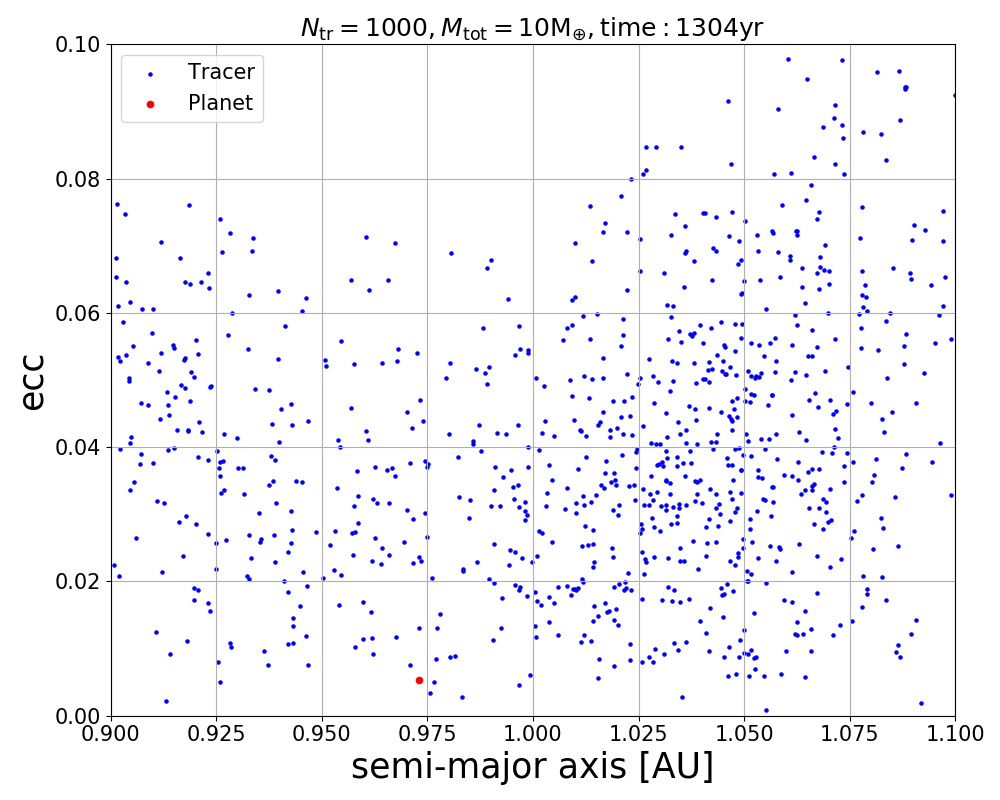 N_tr = 1000, M_tot = 10M_⊕, time : 1304yr
Tracer
Planet
ecc
0.10
0.08
0.06
0.04
0.02
0.00
0.900 0.925 0.950 0.975 1.000 1.025 1.050 1.075 1.100
semi-major axis [AU]